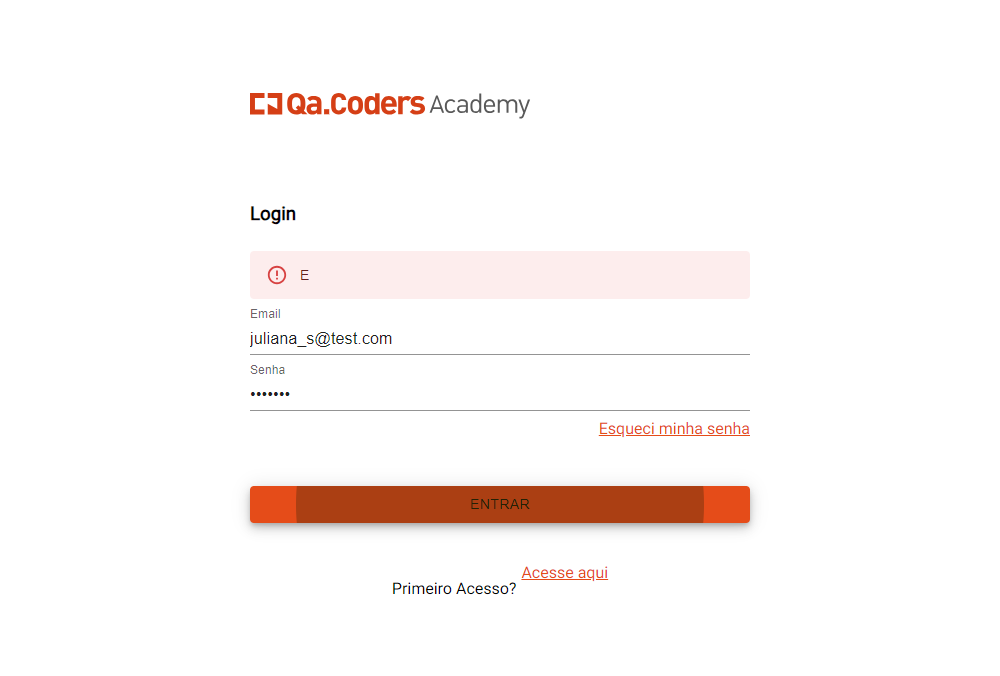 Qa.Coders Academy
Login
E
Email
juliana_s@test.com
Senha
•••••••
Esqueci minha senha
ENTRAR
Acesse aqui
Primeiro Acesso?